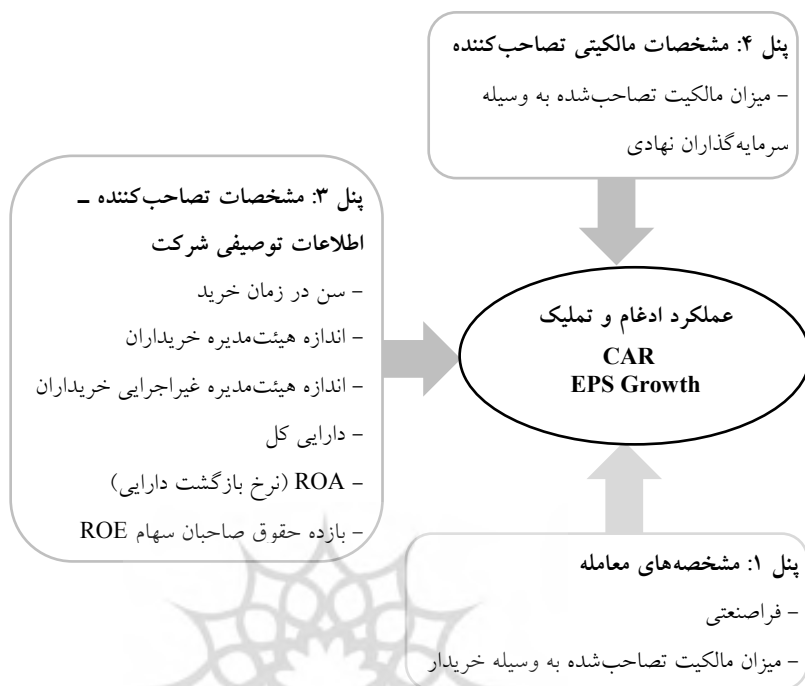 پنل ۴: مشخصات مالکیتی تصاحب‌کننده
– میزان مالکیت تصاحب‌شده به وسیله
سرمایه‌گذاران نهادی
پنل ۳: مشخصات تصاحب‌کننده –
اطلاعات توصیفی شرکت
– سن در زمان خرید
– اندازه هیئت‌مدیره خریداران
– اندازه هیئت‌مدیره غیراجرایی خریداران
– دارایی کل
– ROA (نرخ بازگشت دارایی)
– بازده حقوق صاحبان سهام ROE
عملکرد ادغام و تملیک
CAR
EPS Growth
پنل ۱: مشخصه‌های معامله
– فراصنعتی
– میزان مالکیت تصاحب‌شده به وسیله خریدار